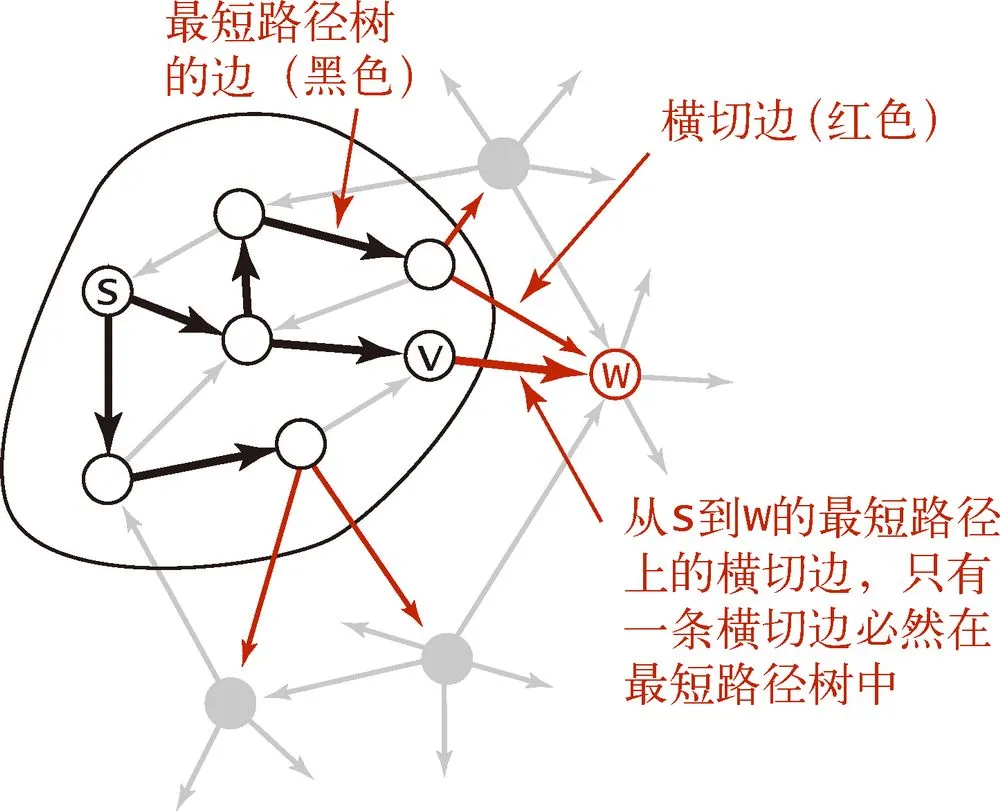 最短路径树
的边（黑色）
横切边(红色)
s
v
w
从s到w的最短路径
上的横切边，只有
一条横切边必然在
最短路径树中